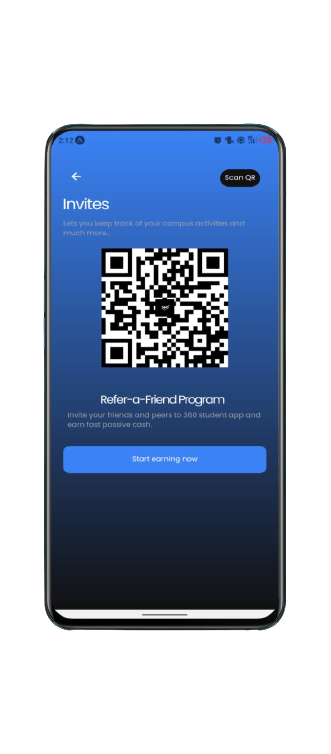 2:12
Scan QR
Invites
Lets you keep track of your campus activities and
much more..
Refer-a-Friend Program
Invite your friends and peers to 360 student app and
earn fast passive cash.
Start earning now